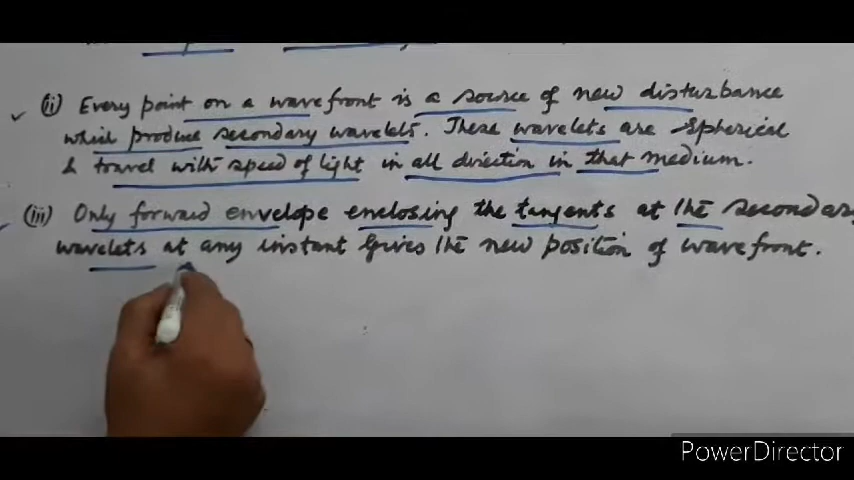 (ii) Every point on a wavefront is a source of new disturbance
which produce secondary wavelets. These wavelets are spherical
& travel with speed of light in all direction in that medium.
(iii) Only forward envelope enclosing the tangents at the secondary
wavelets at any instant gives the new position of wavefront.
PowerDirector